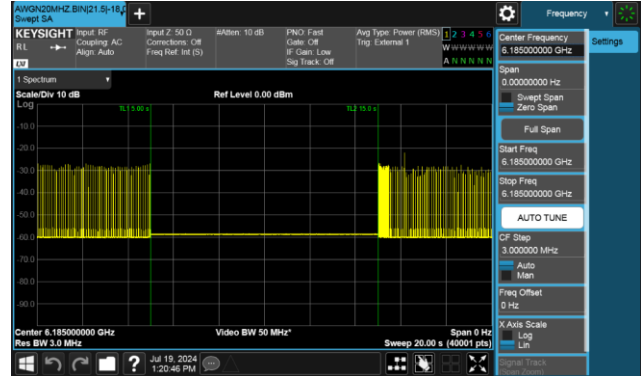 AWGN20MHZ.BIN|21.5|-18,
Swept SA
Frequency
KEYSIGHT
RL
Input: RF
Coupling: AC
Align: Auto
Input Z: 50 Ω
Corrections: Off
Freq Ref: Int (S)
#Atten: 10 dB
PNO: Fast
Gate: Off
IF Gain: Low
Sig Track: Off
Avg Type: Power (RMS)
Trig: External 1
1 2 3 4 5 6
W W W W W W
A N N N N N
1 Spectrum
Scale/Div 10 dB
Ref Level 0.00 dBm
Log
TL1 5.00 s
TL2 15.0 s
-10.0
-20.0
-30.0
-40.0
-50.0
-60.0
-70.0
-80.0
-90.0
Center 6.185000000 GHz
Video BW 50 MHz*
Span 0 Hz
Res BW 3.0 MHz
Sweep 20.00 s (40001 pts)
Jul 19, 2024
1:20:46 PM
Center Frequency
6.185000000 GHz
Settings
Span
0.00000000 Hz
Swept Span
Zero Span
Full Span
Start Freq
6.185000000 GHz
Stop Freq
6.185000000 GHz
AUTO TUNE
CF Step
3.000000 MHz
Auto
Man
Freq Offset
0 Hz
X Axis Scale
Log
Lin
Signal Track
(Span Zoom)